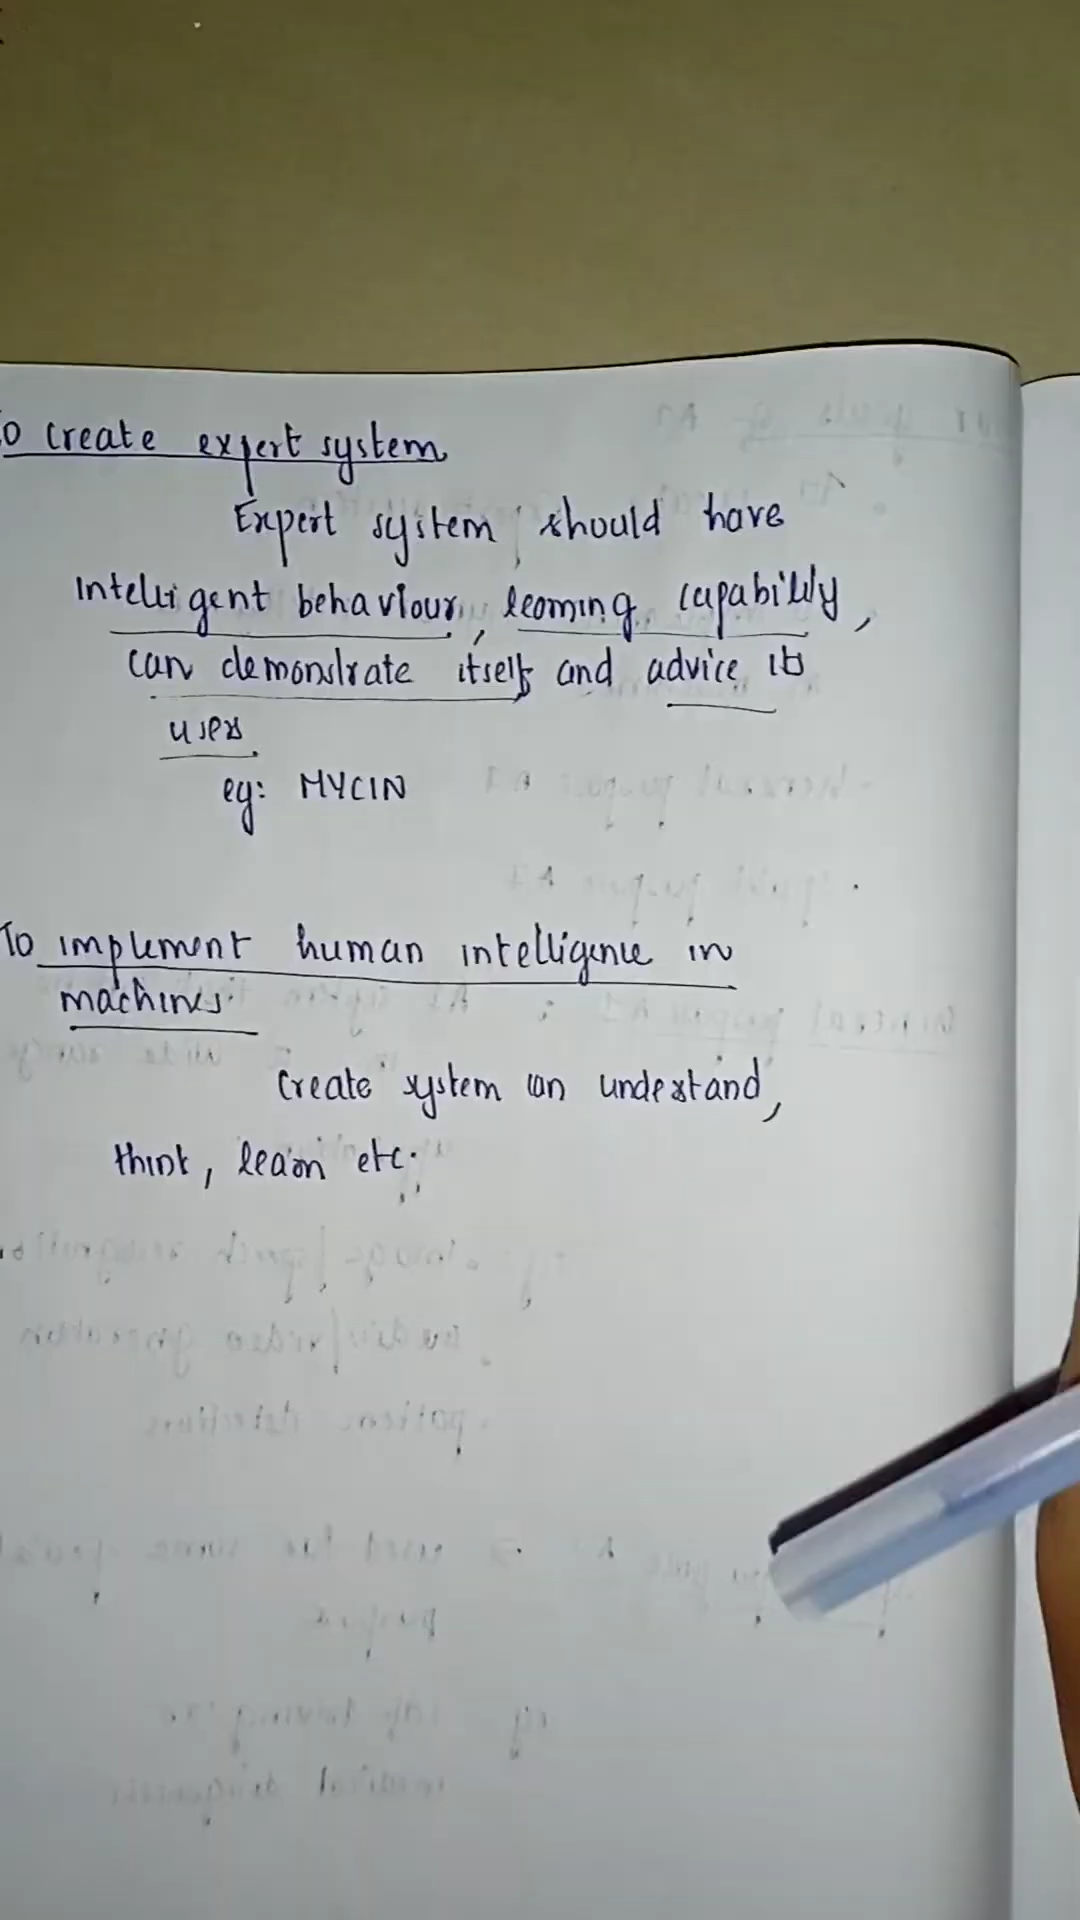 To create expert system
Expert system should have
Intelligent behaviour, learning capability,
can demonstrate itself and advice its
users
eg: MYCIN
To implement human intelligence in
machines.
Create system can understand,
think, learn etc.